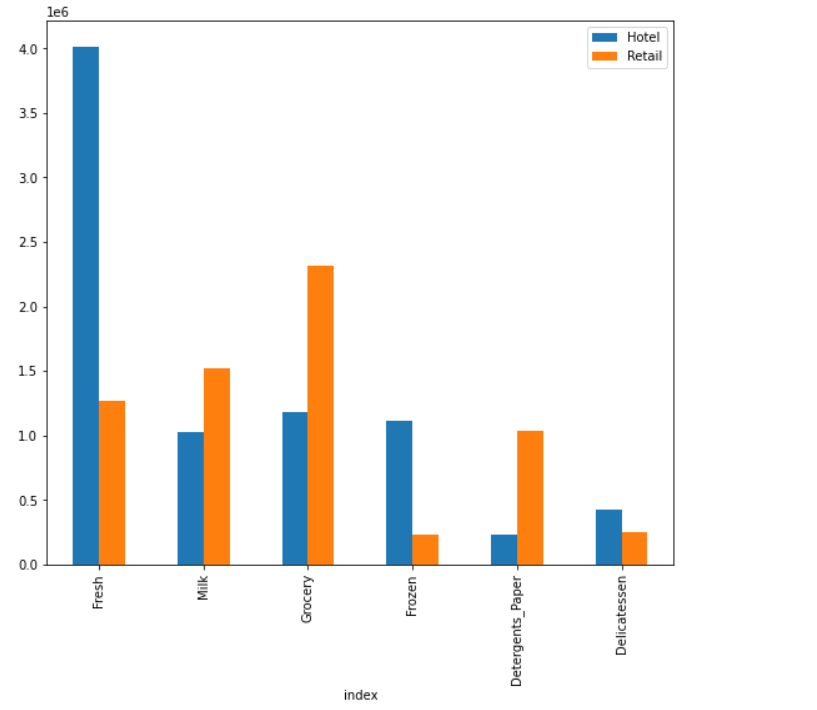 1e6
Hotel
Retail
4.0
3.5
3.0
2.5
2.0
1.5
1.0
0.5
0.0
Fresh
Milk
Grocery
Frozen
Detergents_Paper
Delicatessen
index